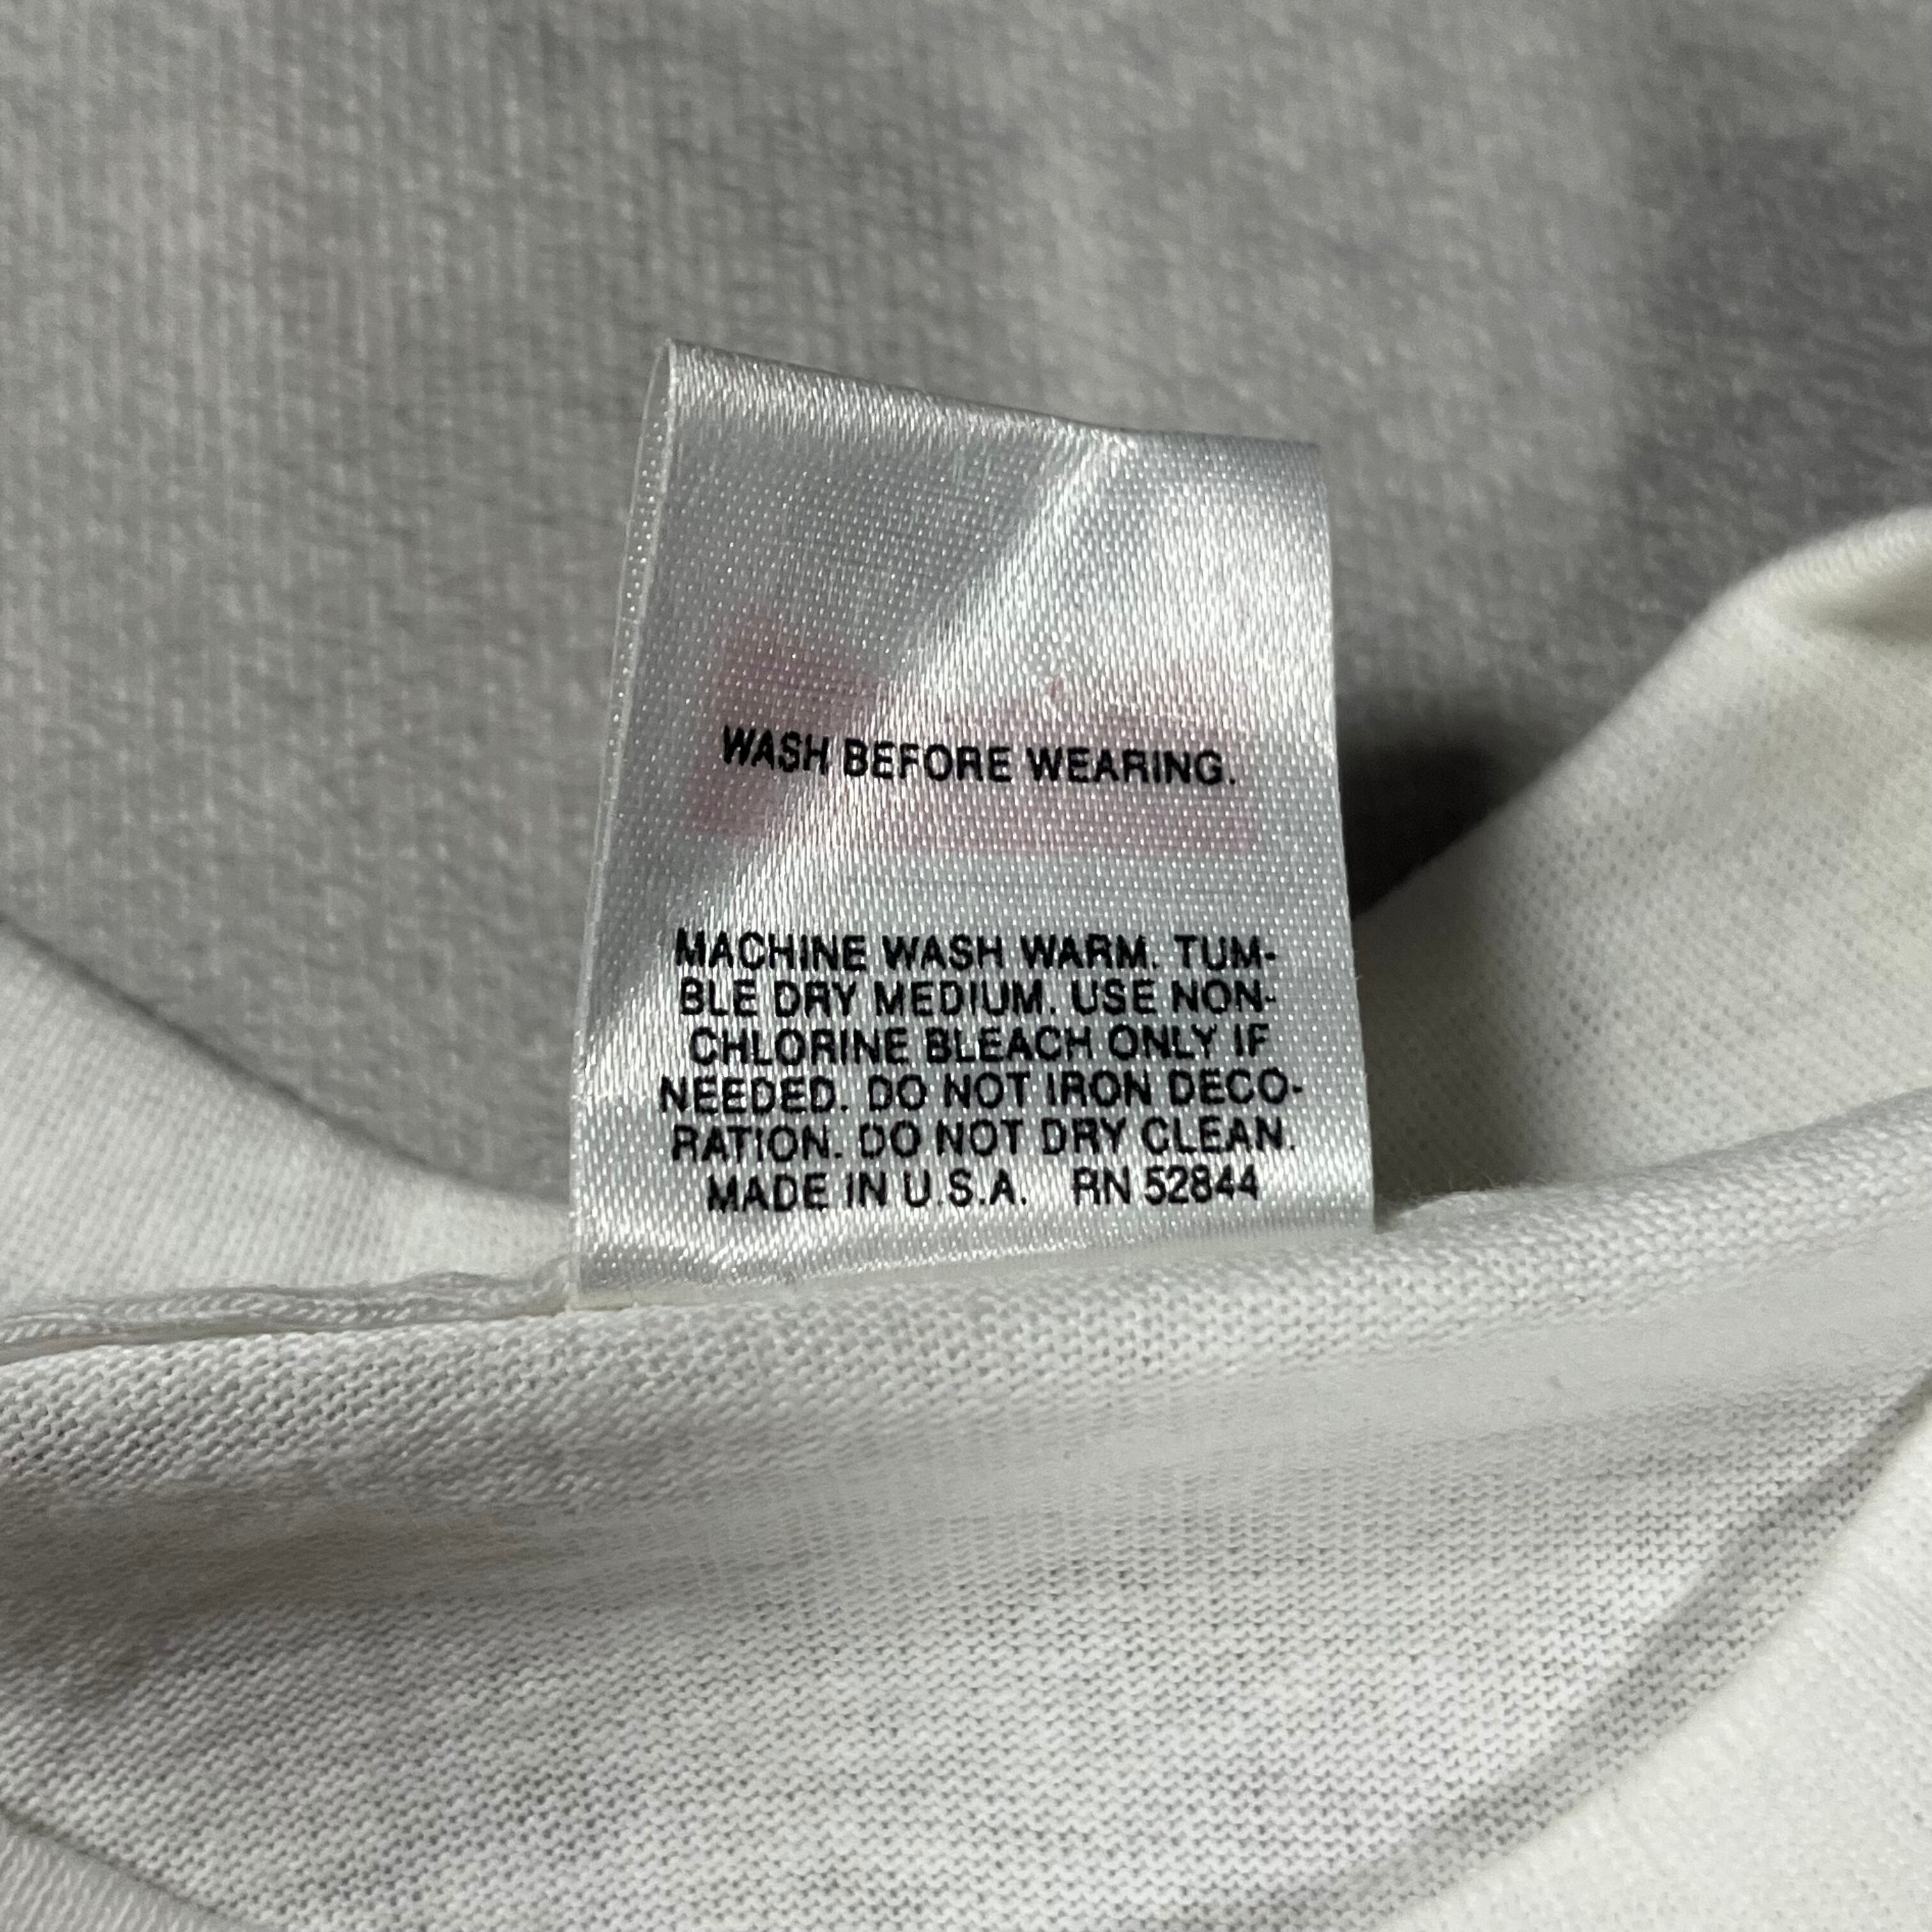 WASH BEFORE WEARING.
MACHINE WASH WARM. TUM-
BLE DRY MEDIUM. USE NON-
CHLORINE BLEACH ONLY IF
NEEDED. DO NOT IRON DECO-
RATION. DO NOT DRY CLEAN.
MADE IN U.S.A. RN 52844